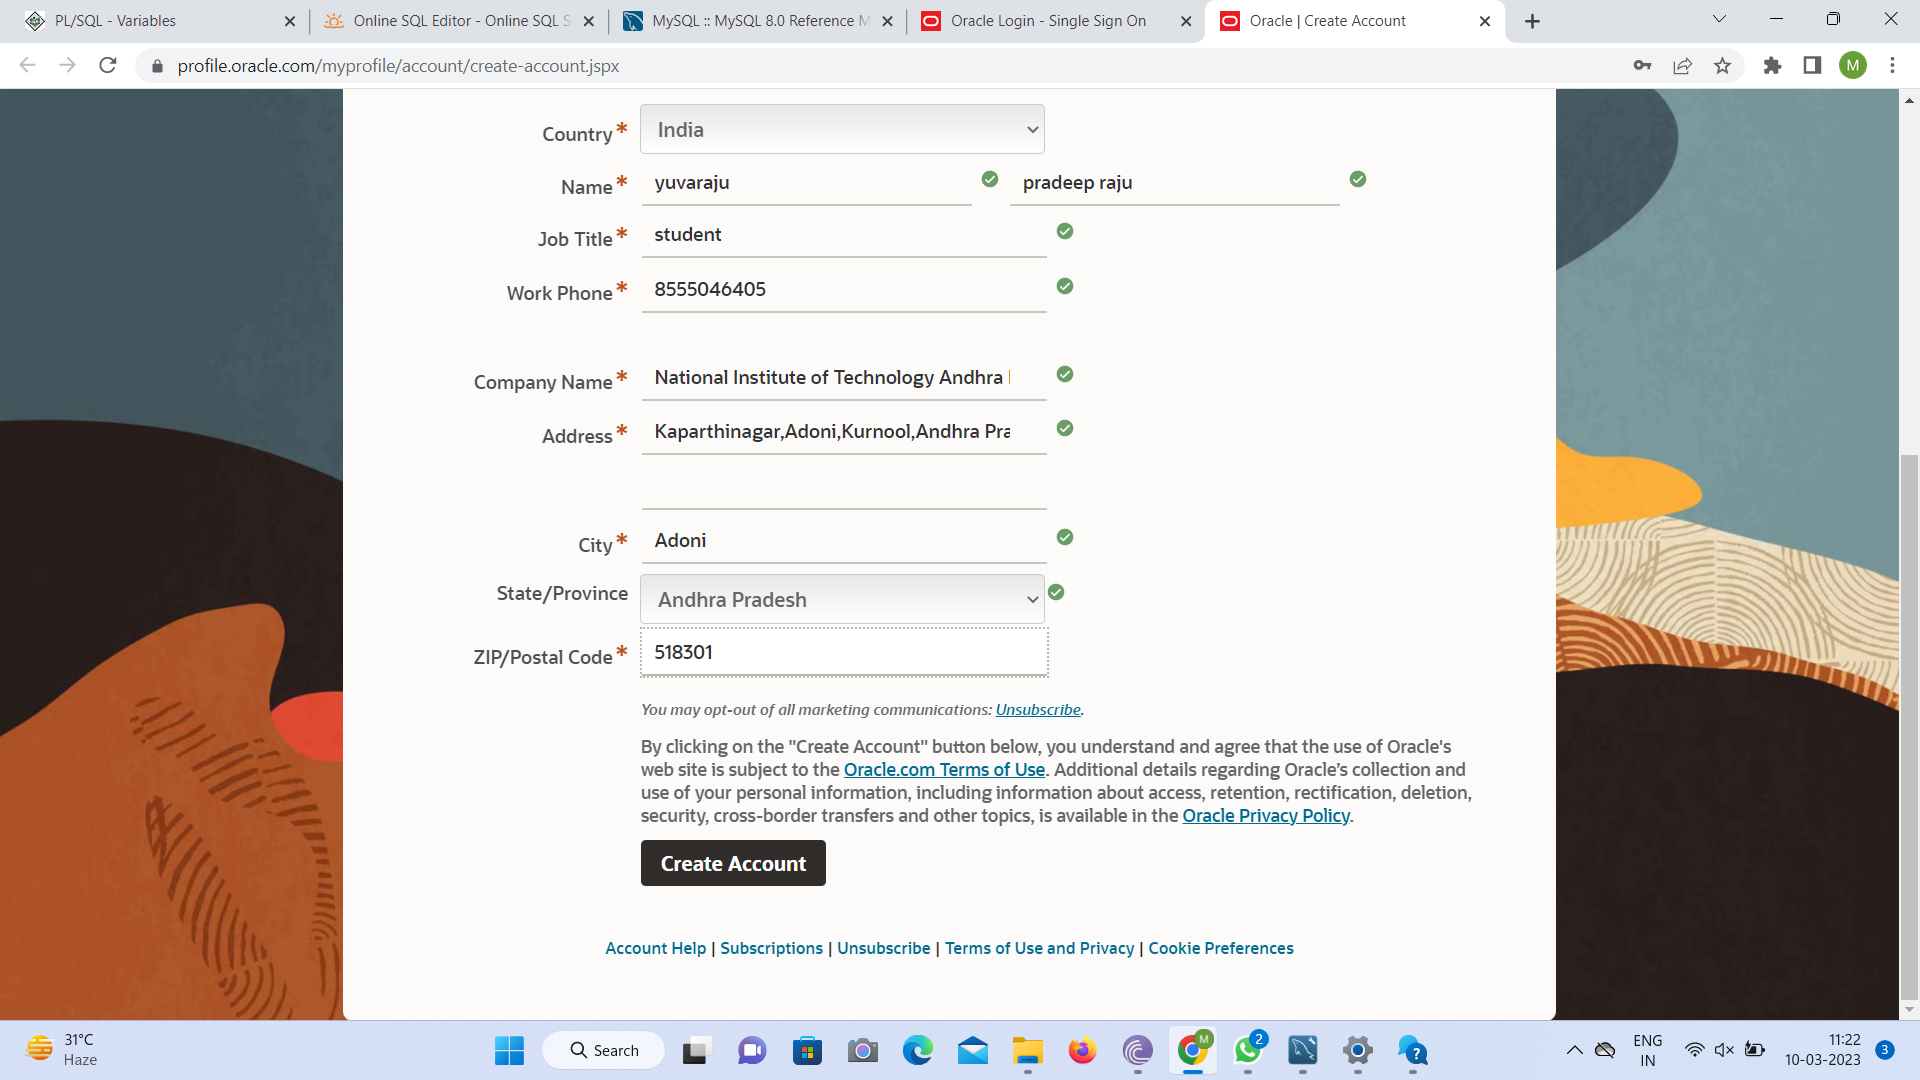 PL/SQL - Variables
Online SQL Editor - Online SQL S
MySQL :: MySQL 8.0 Reference M
Oracle Login - Single Sign On
Oracle | Create Account
profile.oracle.com/myprofile/account/create-account.jspx
M
Country*
India
Name*
yuvaraju
pradeep raju
Job Title*
student
Work Phone*
8555046405
Company Name*
National Institute of Technology Andhra
Address*
Kaparthinagar,Adoni,Kurnool,Andhra Pra
City*
Adoni
State/Province
Andhra Pradesh
ZIP/Postal Code*
518301
You may opt-out of all marketing communications: Unsubscribe.
By clicking on the "Create Account" button below, you understand and agree that the use of Oracle's
web site is subject to the Oracle.com Terms of Use. Additional details regarding Oracle's collection and
use of your personal information, including information about access, retention, rectification, deletion,
security, cross-border transfers and other topics, is available in the Oracle Privacy Policy.
Create Account
Account Help | Subscriptions | Unsubscribe | Terms of Use and Privacy | Cookie Preferences
31°C
Haze
Search
M
2
ENG
IN
11:22
10-03-2023
3